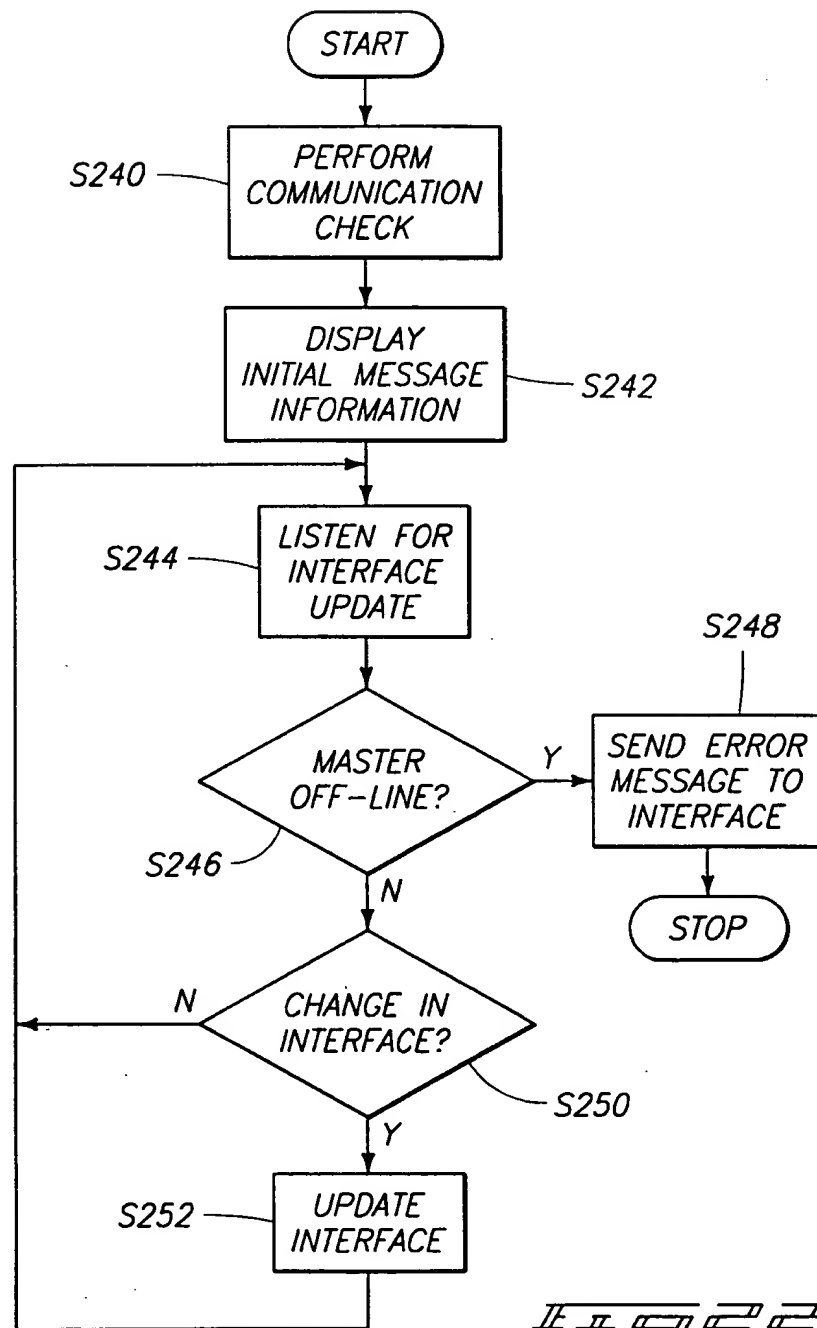 START
S240
PERFORM
COMMUNICATION
CHECK
DISPLAY
INITIAL MESSAGE
INFORMATION
S242
S244
LISTEN FOR
INTERFACE
UPDATE
S248
MASTER
OFF-LINE?
Y
SEND ERROR
MESSAGE TO
INTERFACE
S246
N
STOP
N
CHANGE IN
INTERFACE?
S250
Y
S252
UPDATE
INTERFACE